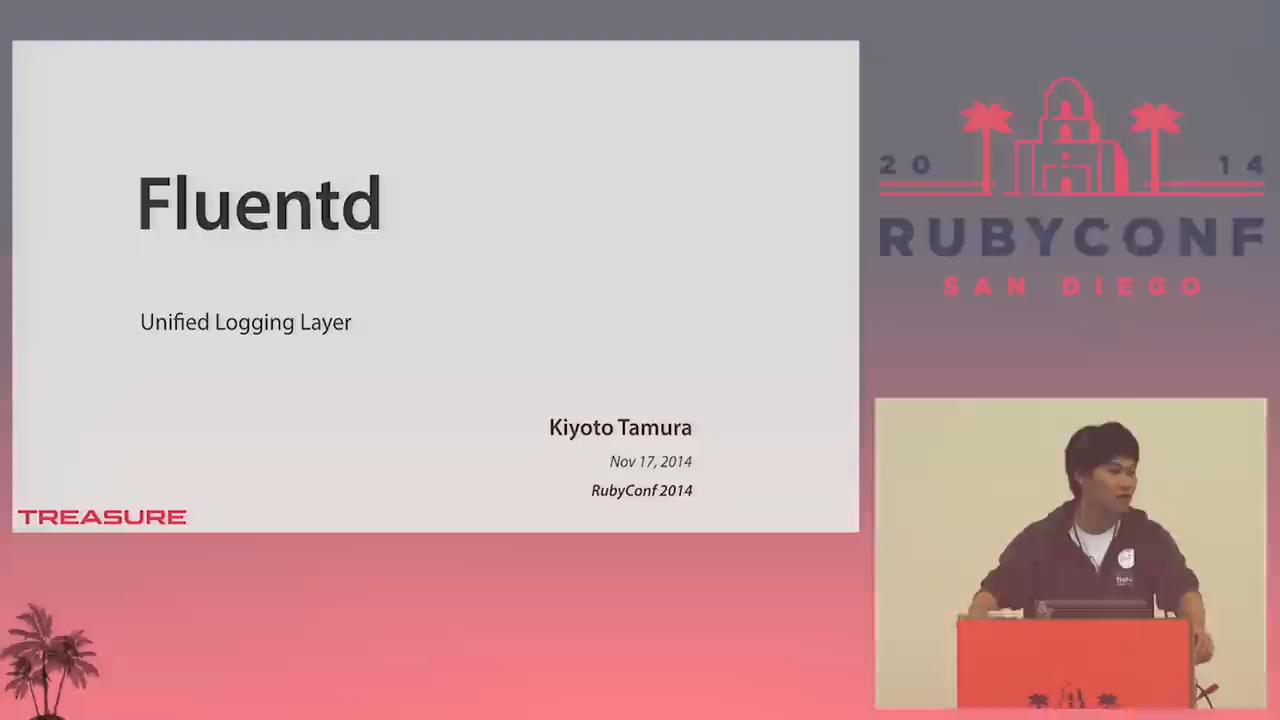 Fluentd
Unified Logging Layer
Kiyoto Tamura
Nov 17, 2014
RubyConf 2014
TREASURE
20 14
RUBYCONF
SAN DIEGO